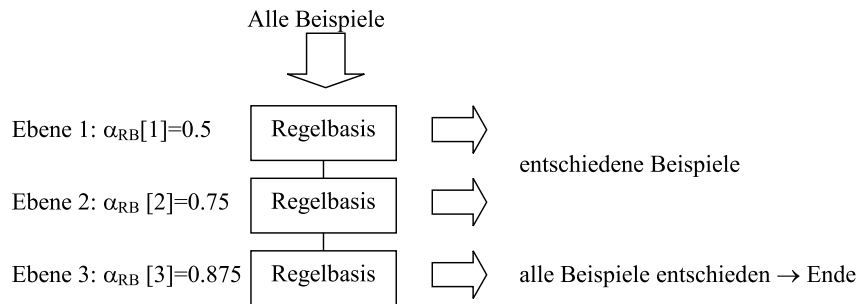 Alle Beispiele
Ebene 1: αRB[1]=0.5 Regelbasis
entschiedene Beispiele
Ebene 2: αRB [2]=0.75 Regelbasis
Ebene 3: αRB [3]=0.875 Regelbasis alle Beispiele entschieden → Ende